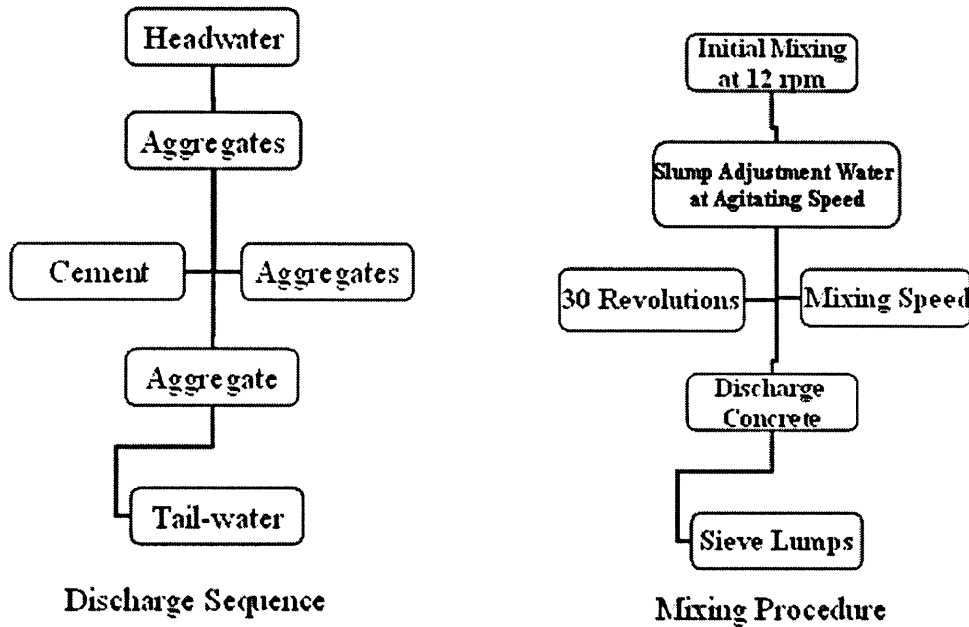 Headwater
Aggregates
Cement
Aggregates
Aggregate
Tail-water
Discharge Sequence
Initial Mixing
at 12 rpm
Slump Adjustment Water
at Agitating Speed
30 Revolutions
Mixing Speed
Discharge
Concrete
Sieve Lumps
Mixing Procedure